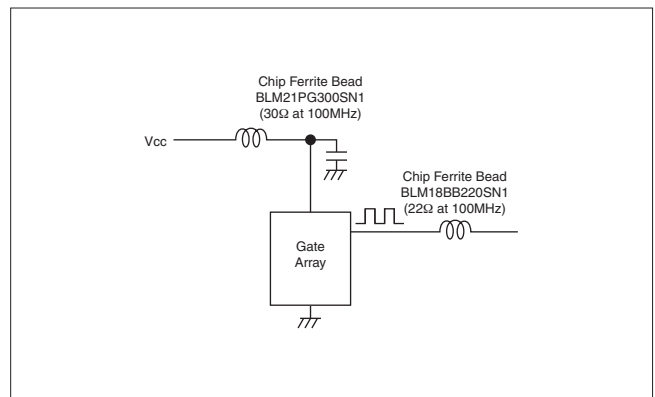 Chip Ferrite Bead
BLM21PG300SN1
(30Ω at 100MHz)
Vcc
Chip Ferrite Bead
BLM18BB220SN1
(22Ω at 100MHz)
Gate
Array